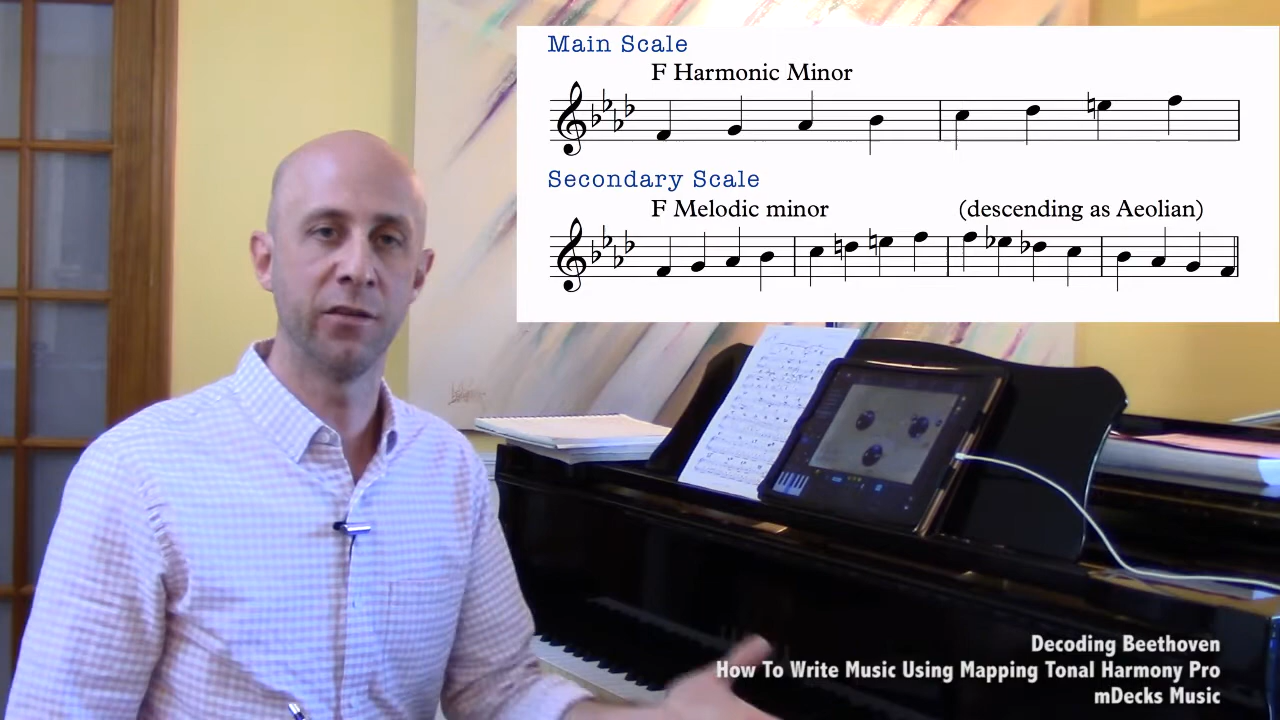 Main Scale
F Harmonic Minor
Secondary Scale
F Melodic minor (descending as Aeolian)
Decoding Beethoven
How To Write Music Using Mapping Tonal Harmony Pro
mDecks Music